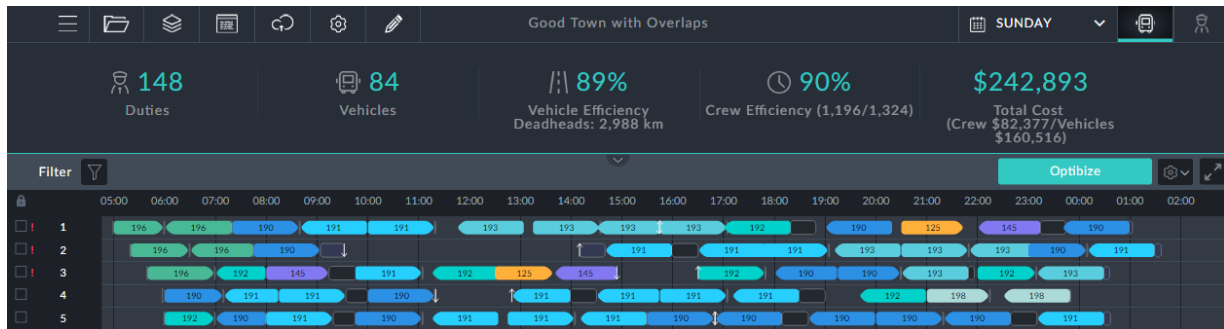 Good Town with Overlaps
SUNDAY
148
Duties
84
Vehicles
89%
Vehicle Efficiency
Deadheads: 2,988 km
90%
Crew Efficiency (1,196/1,324)
$242,893
Total Cost
(Crew $82,377/Vehicles
$160,516)
Filter
Optibize
05:00 06:00 07:00 08:00 09:00 10:00 11:00 12:00 13:00 14:00 15:00 16:00 17:00 18:00 19:00 20:00 21:00 22:00 23:00 00:00 01:00 02:00
! 1 196 196 190 191 191 193 193 193 193 192 190 125 145 190
! 2 196 196 190 191 191 191 193 193 193 190 191
! 3 196 192 145 191 192 125 145 192 190 190 193 192 193
4 190 191 191 190 191 191 191 191 192 198 198
5 192 190 191 190 191 191 191 190 190 190 190 190 191